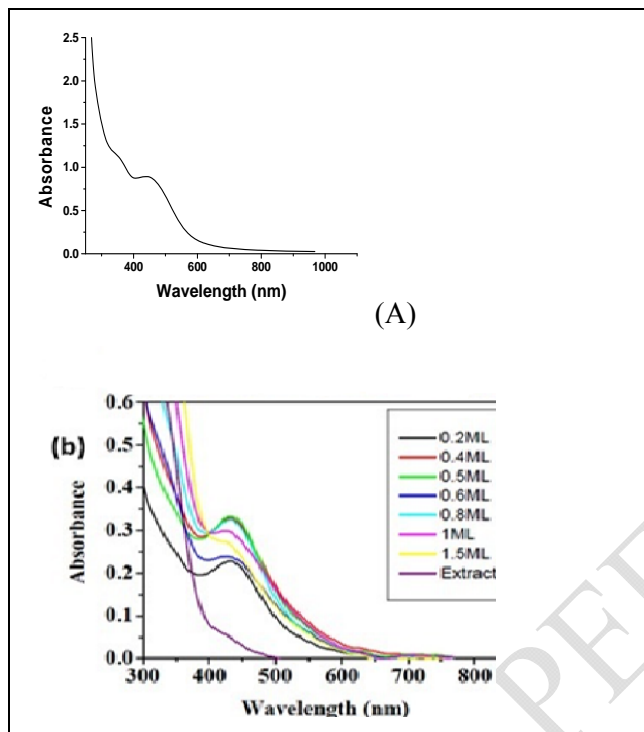 2.5
2.0
1.5
1.0
0.5
0.0
Absorbance
400 600 800 1000
Wavelength (nm)
(A)
(b)
0.6
0.5
0.4
0.3
0.2
0.1
0.0
Absorbance
300 400 500 600 700 800
Wavelength (nm)
0.2ML
0.4ML
0.5ML
0.6ML
0.8ML
1ML
1.5ML
Extract
PEE